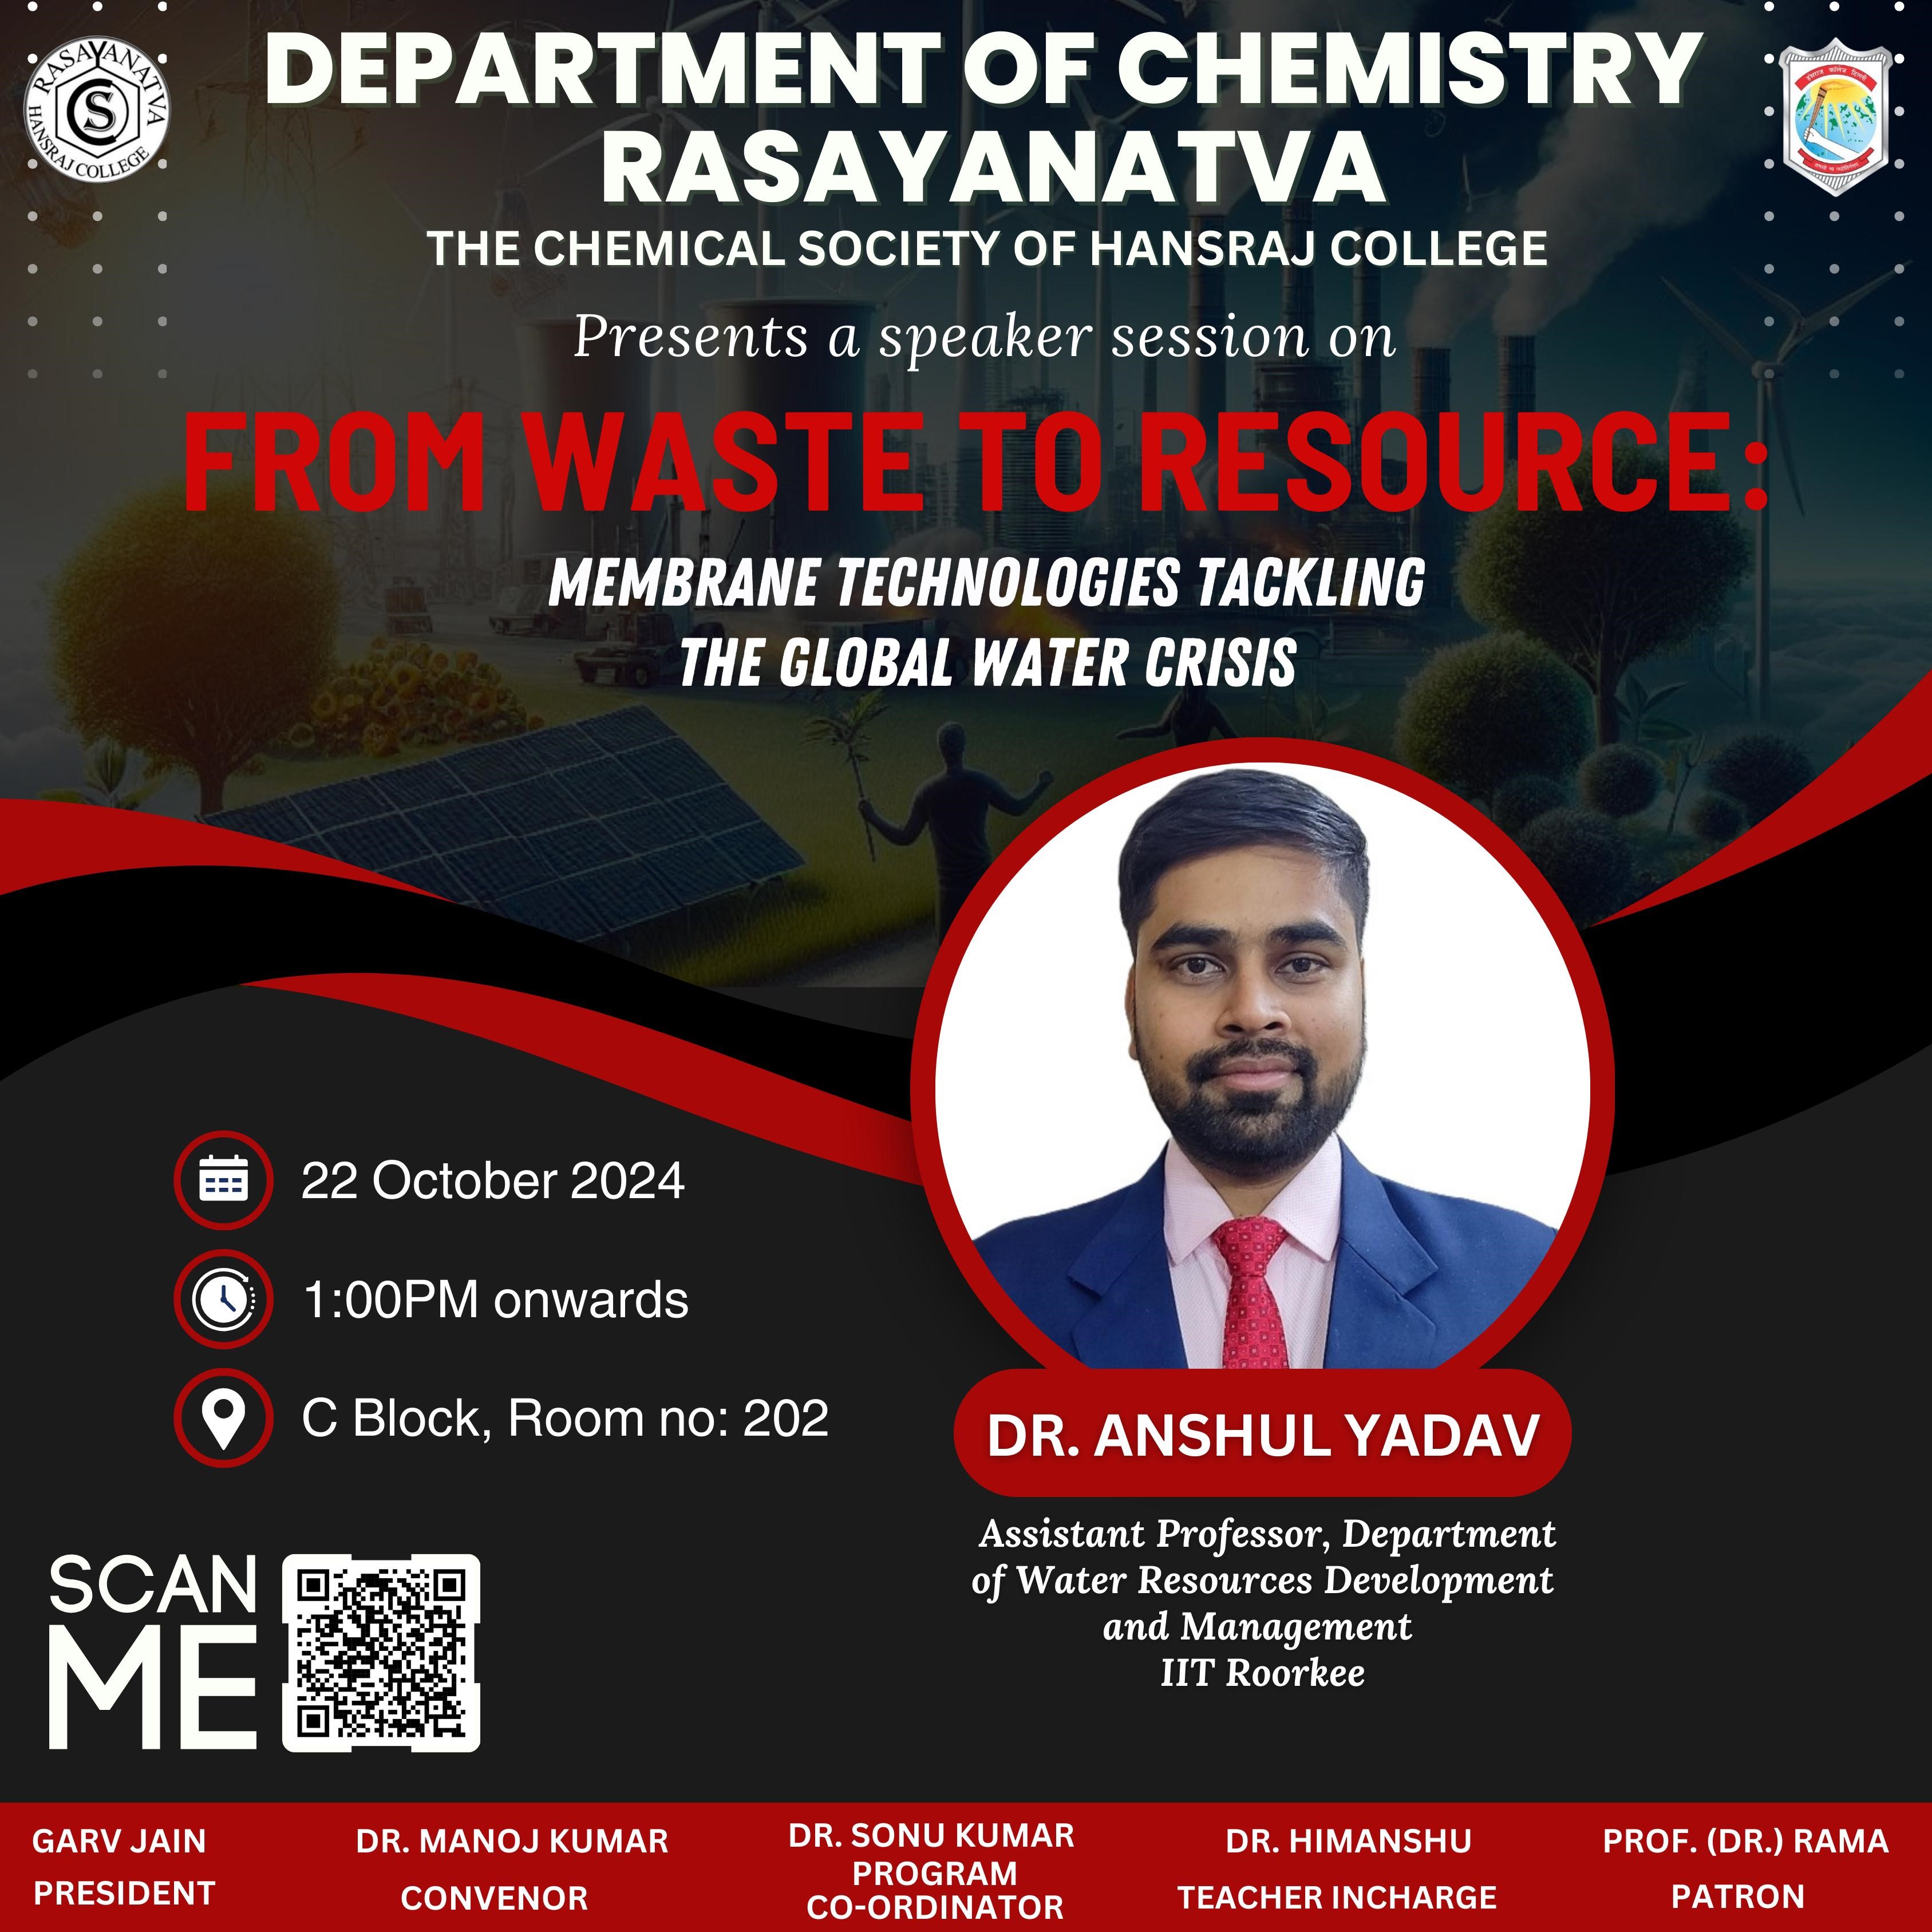 RASAYANATVA
HANSRAJ COLLEGE
CS
DEPARTMENT OF CHEMISTRY
RASAYANATVA
THE CHEMICAL SOCIETY OF HANSRAJ COLLEGE
Presents a speaker session on
FROM WASTE TO RESOURCE:
MEMBRANE TECHNOLOGIES TACKLING
THE GLOBAL WATER CRISIS
22 October 2024
1:00PM onwards
C Block, Room no: 202
DR. ANSHUL YADAV
Assistant Professor, Department
of Water Resources Development
and Management
IIT Roorkee
SCAN
ME
GARV JAIN
PRESIDENT
DR. MANOJ KUMAR
CONVENOR
DR. SONU KUMAR
PROGRAM
CO-ORDINATOR
DR. HIMANSHU
TEACHER INCHARGE
PROF. (DR.) RAMA
PATRON